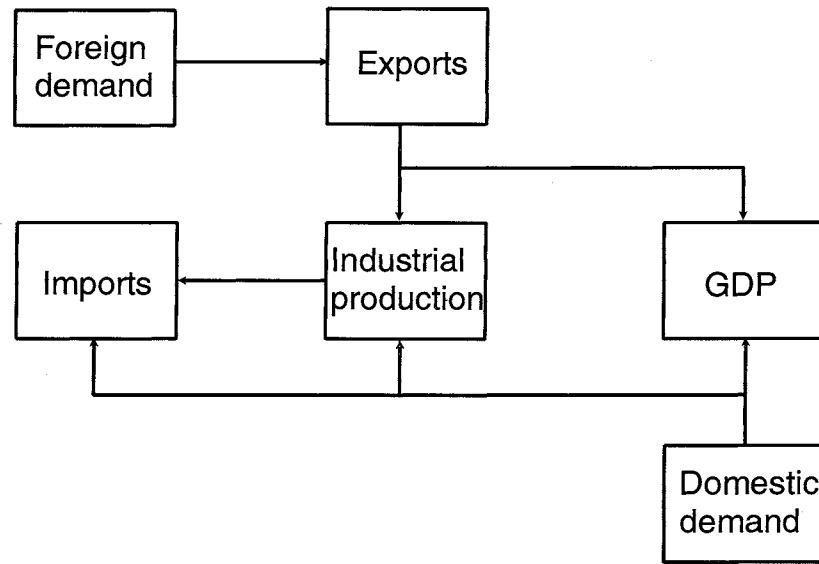 Foreign
demand
Exports
Imports
Industrial
production
GDP
Domestic
demand